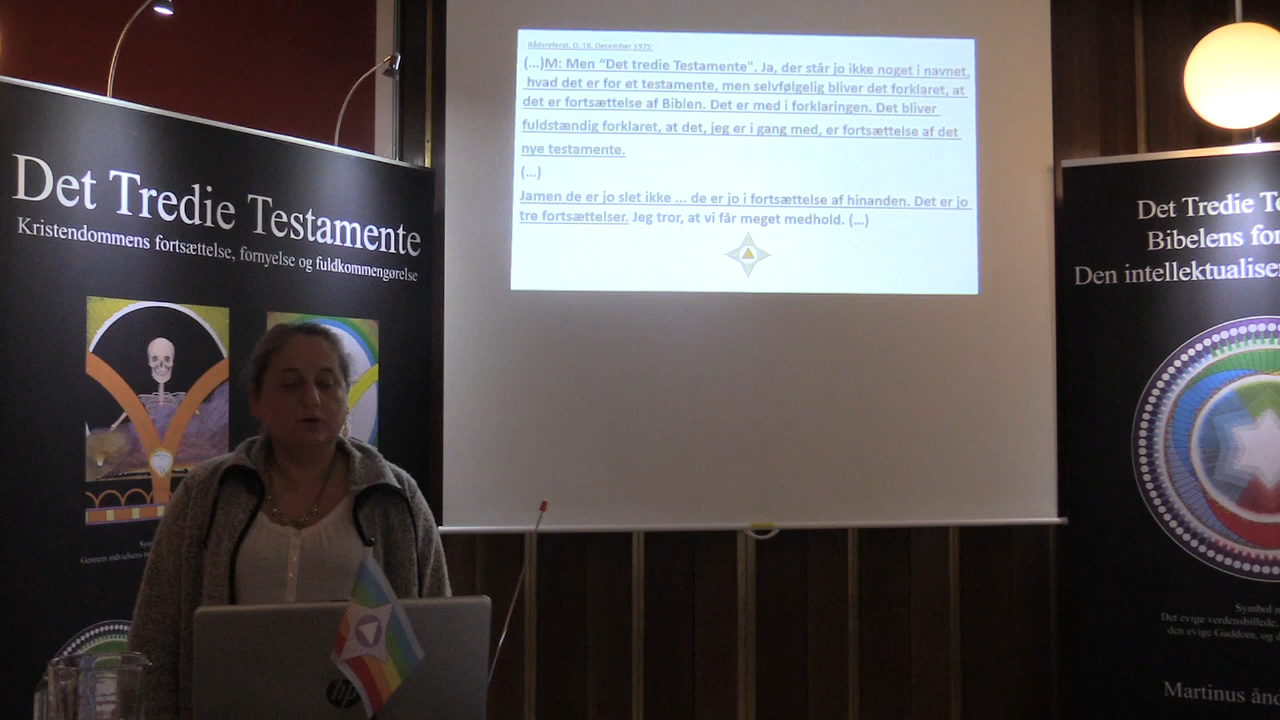 Det Tredie Testamente
Kristendommens fortsættelse, fornyelse og fuldkommengørelse
Rådsreferat. D. 16. December 1975:
(...)M: Men "Det tredie Testamente". Ja, der står jo ikke noget i navnet,
hvad det er for et testamente, men selvfølgelig bliver det forklaret, at
det er fortsættelse af Biblen. Det er med i forklaringen. Det bliver
fuldstændig forklaret, at det, jeg er i gang med, er fortsættelse af det
nye testamente.
(...)
Jamen de er jo slet ikke ... de er jo i fortsættelse af hinanden. Det er jo
tre fortsættelser. Jeg tror, at vi får meget medhold. (...)
Det Tredie Te
Bibelens for
Den intellektualise
Symbol
Det evige verdensbillede,
den evige Guddom, og
Martinus ånd
hp